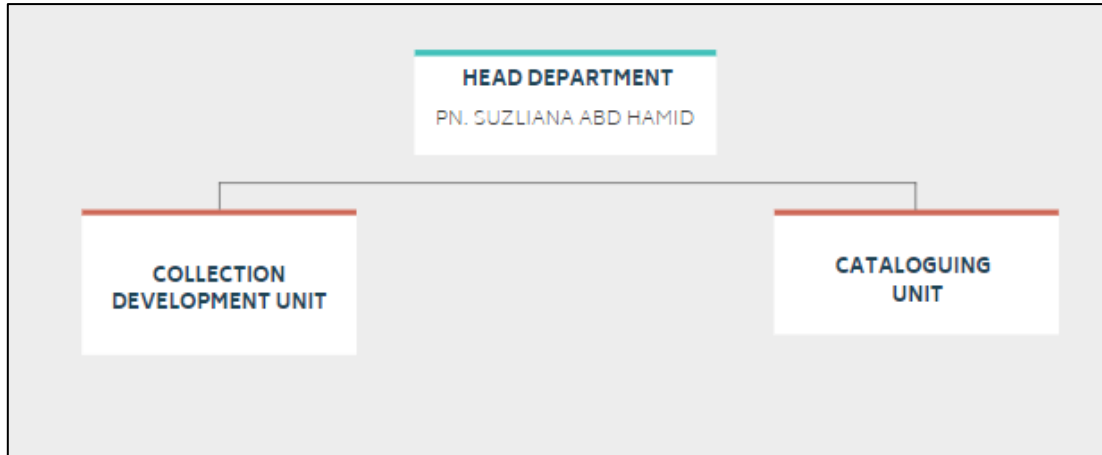 HEAD DEPARTMENT
PN. SUZLIANA ABD HAMID
COLLECTION
DEVELOPMENT UNIT
CATALOGUING
UNIT